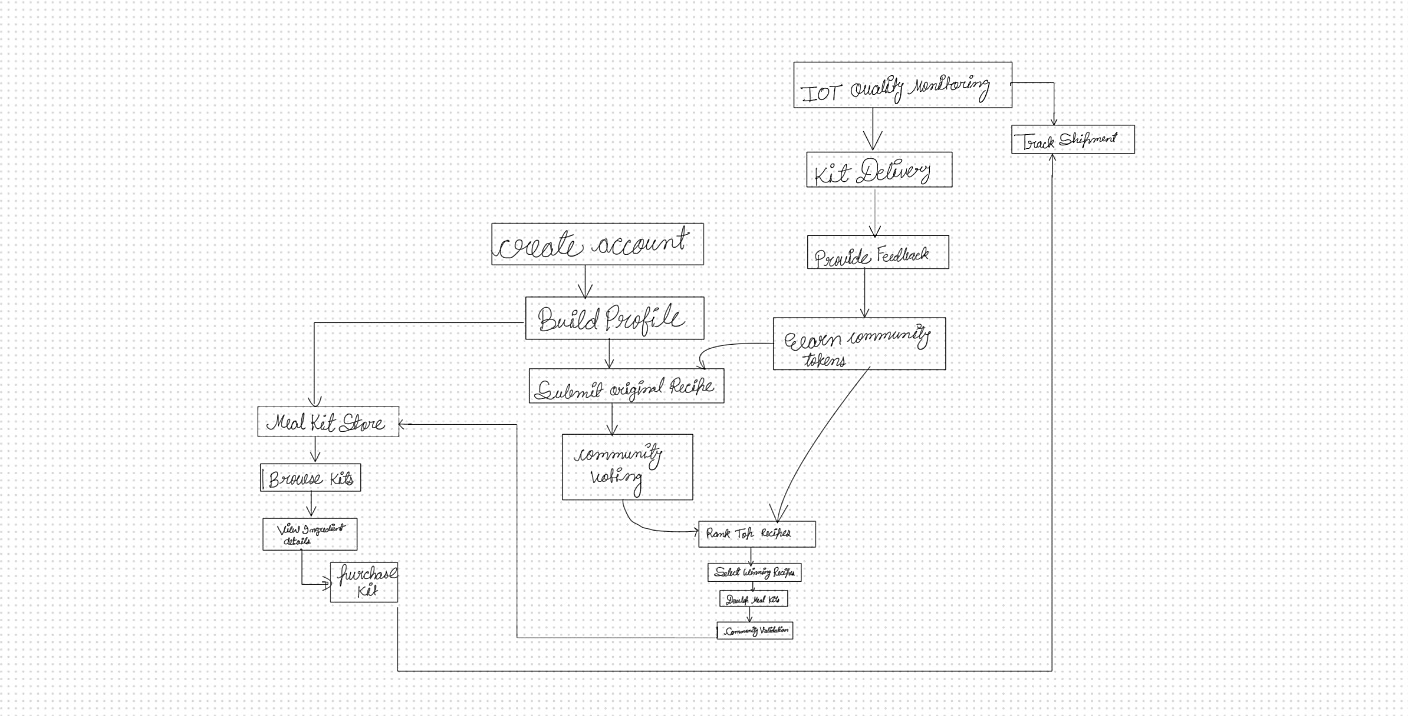 IOT Quality Monitoring
Track Shipment
Kit Delivery
create account
Provide Feedback
Build Profile
Earn community
tokens
Submit original Recipe
Meal Kit Store
community
Voting
Browse Kits
View Ingredient
details
Rank Top Recipes
purchase
Kit
Select Winning Recipes
Develop Meal Kits
Community Validation